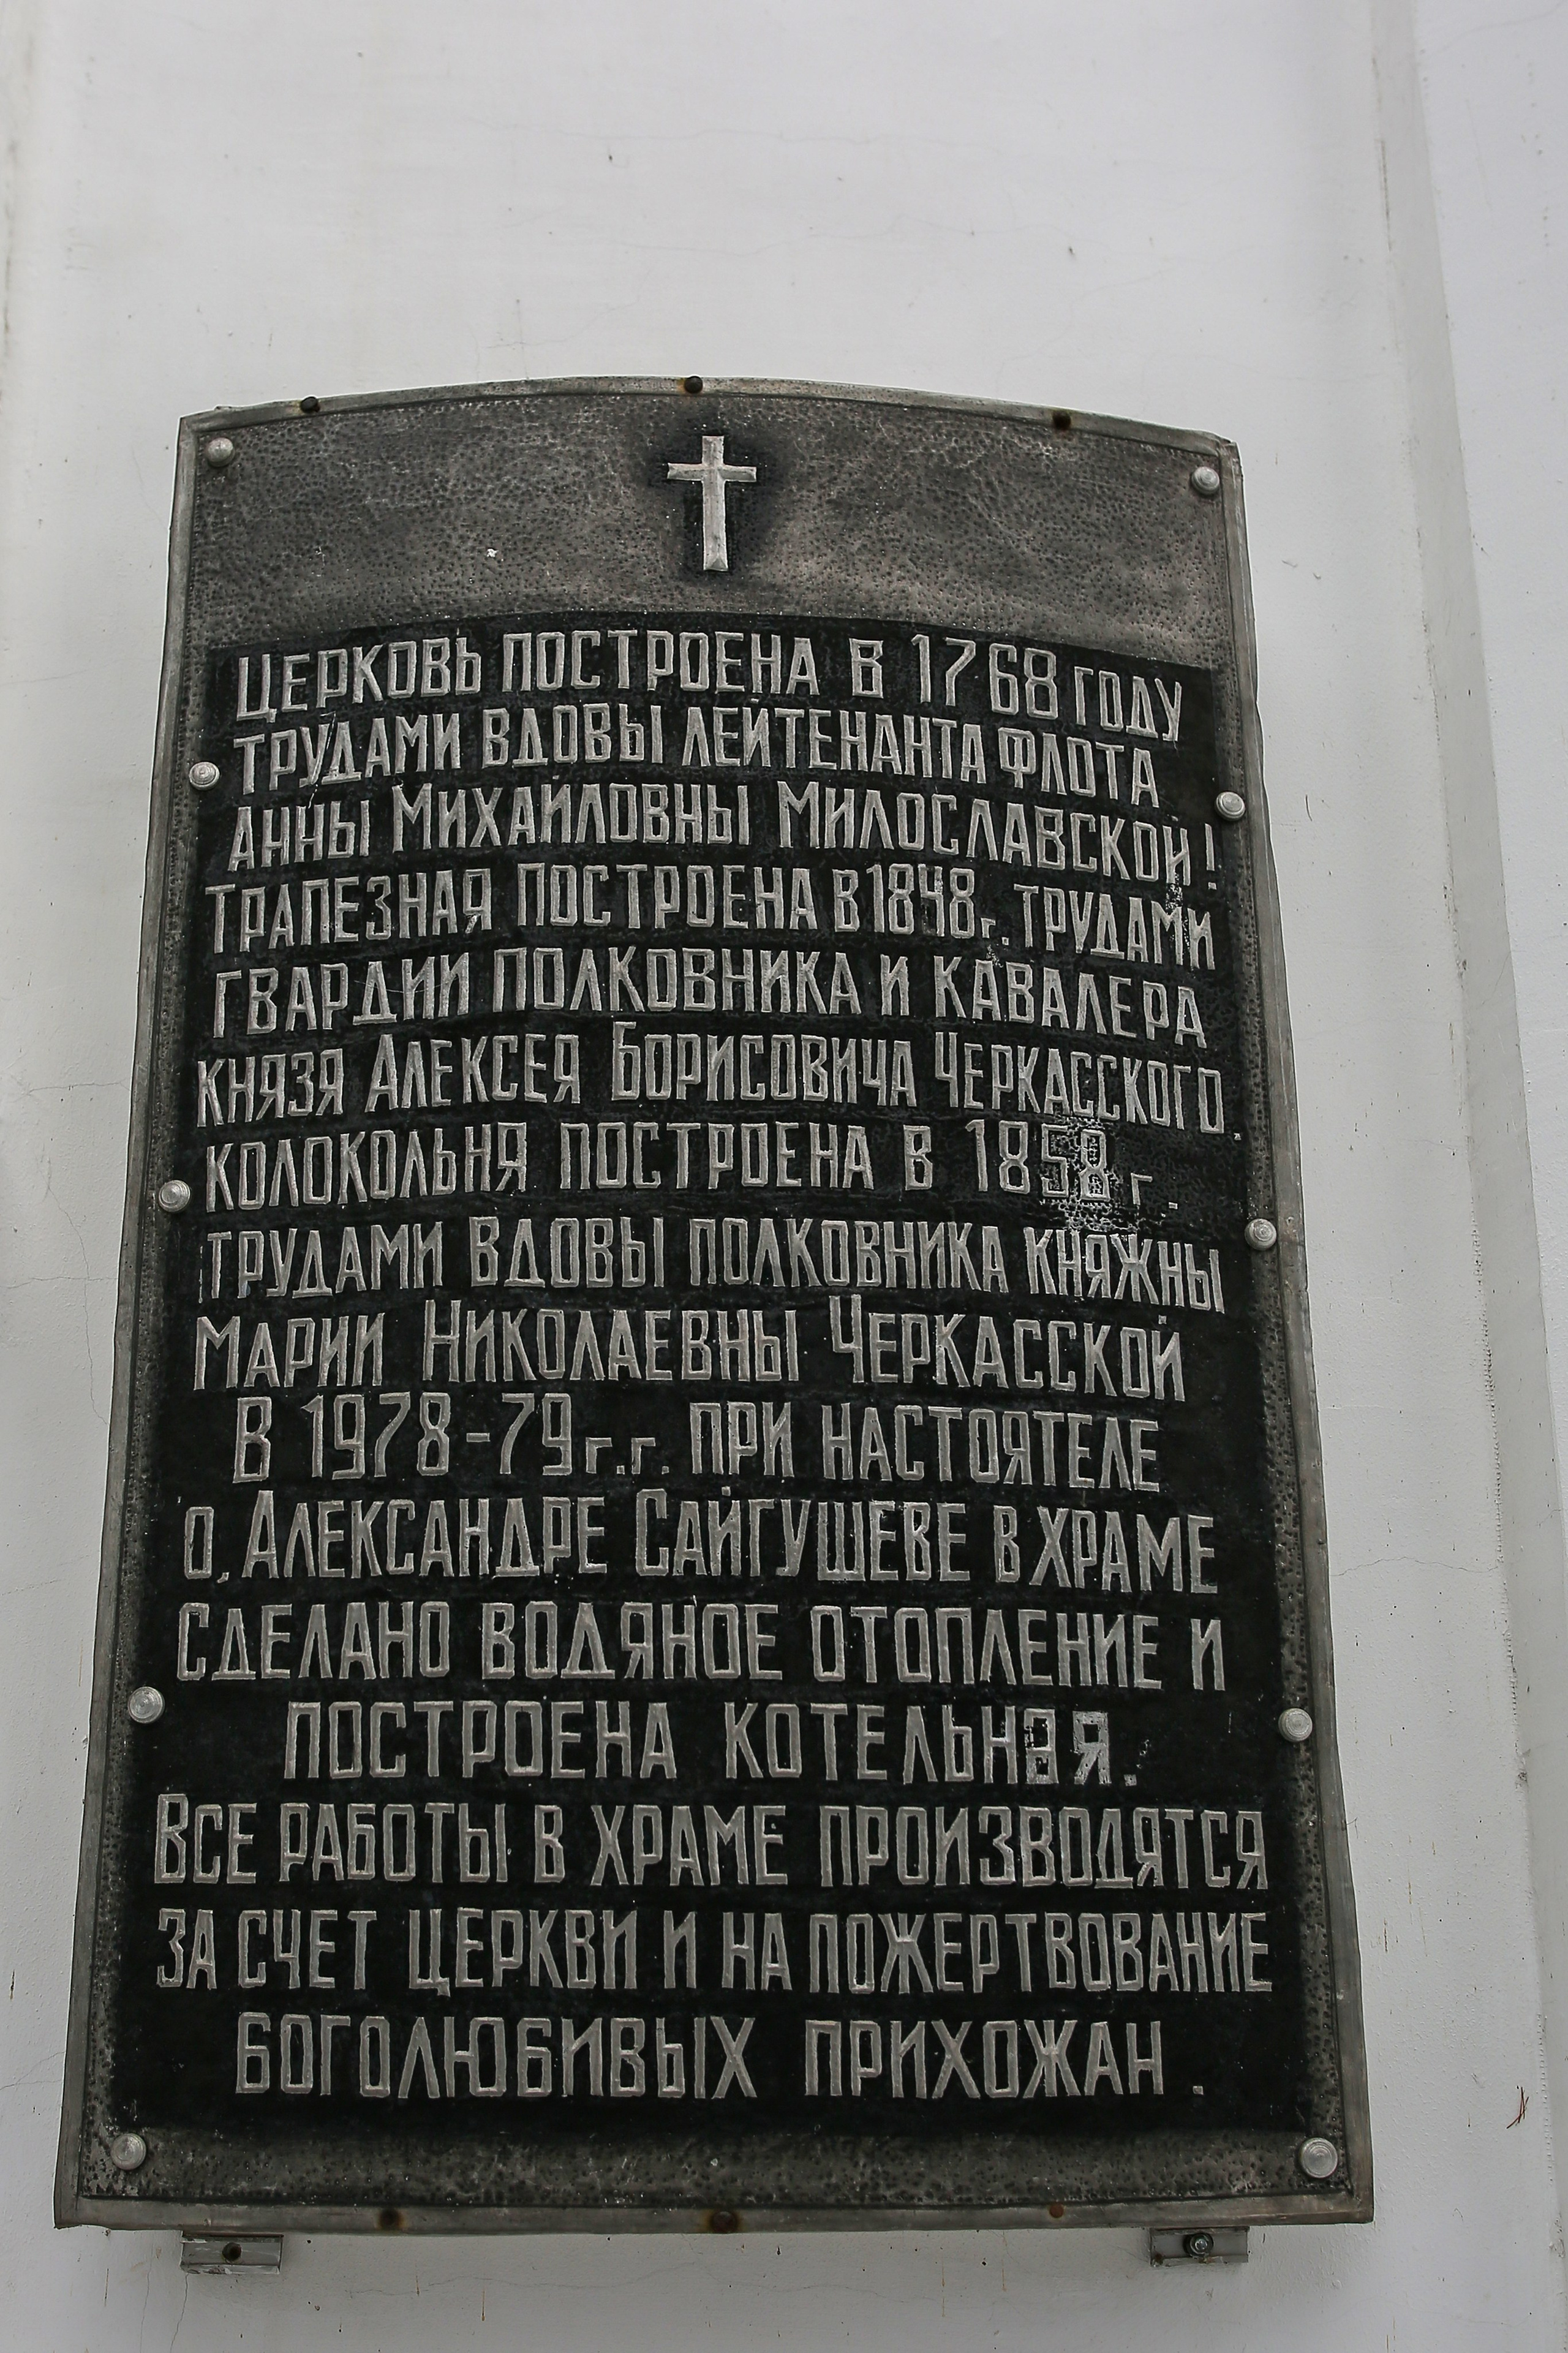 Церковь построена в 1768 году
трудами вдовы лейтенанта флота
Анны Михайловны Милославской!
Трапезная построена в 1848г. трудами
гвардии полковника и кавалера
князя Алексея Борисовича Черкасского.
колокольня построена в 1858 г.
трудами вдовы полковника княжны
Марии Николаевны Черкасской
В 1978-79г.г. при настоятеле
о. Александре Сайгушеве в храме
сделано водяное отопление и
построена котельная.
Все работы в храме производятся
за счет Церкви и на пожертвование
боголюбивых прихожан.